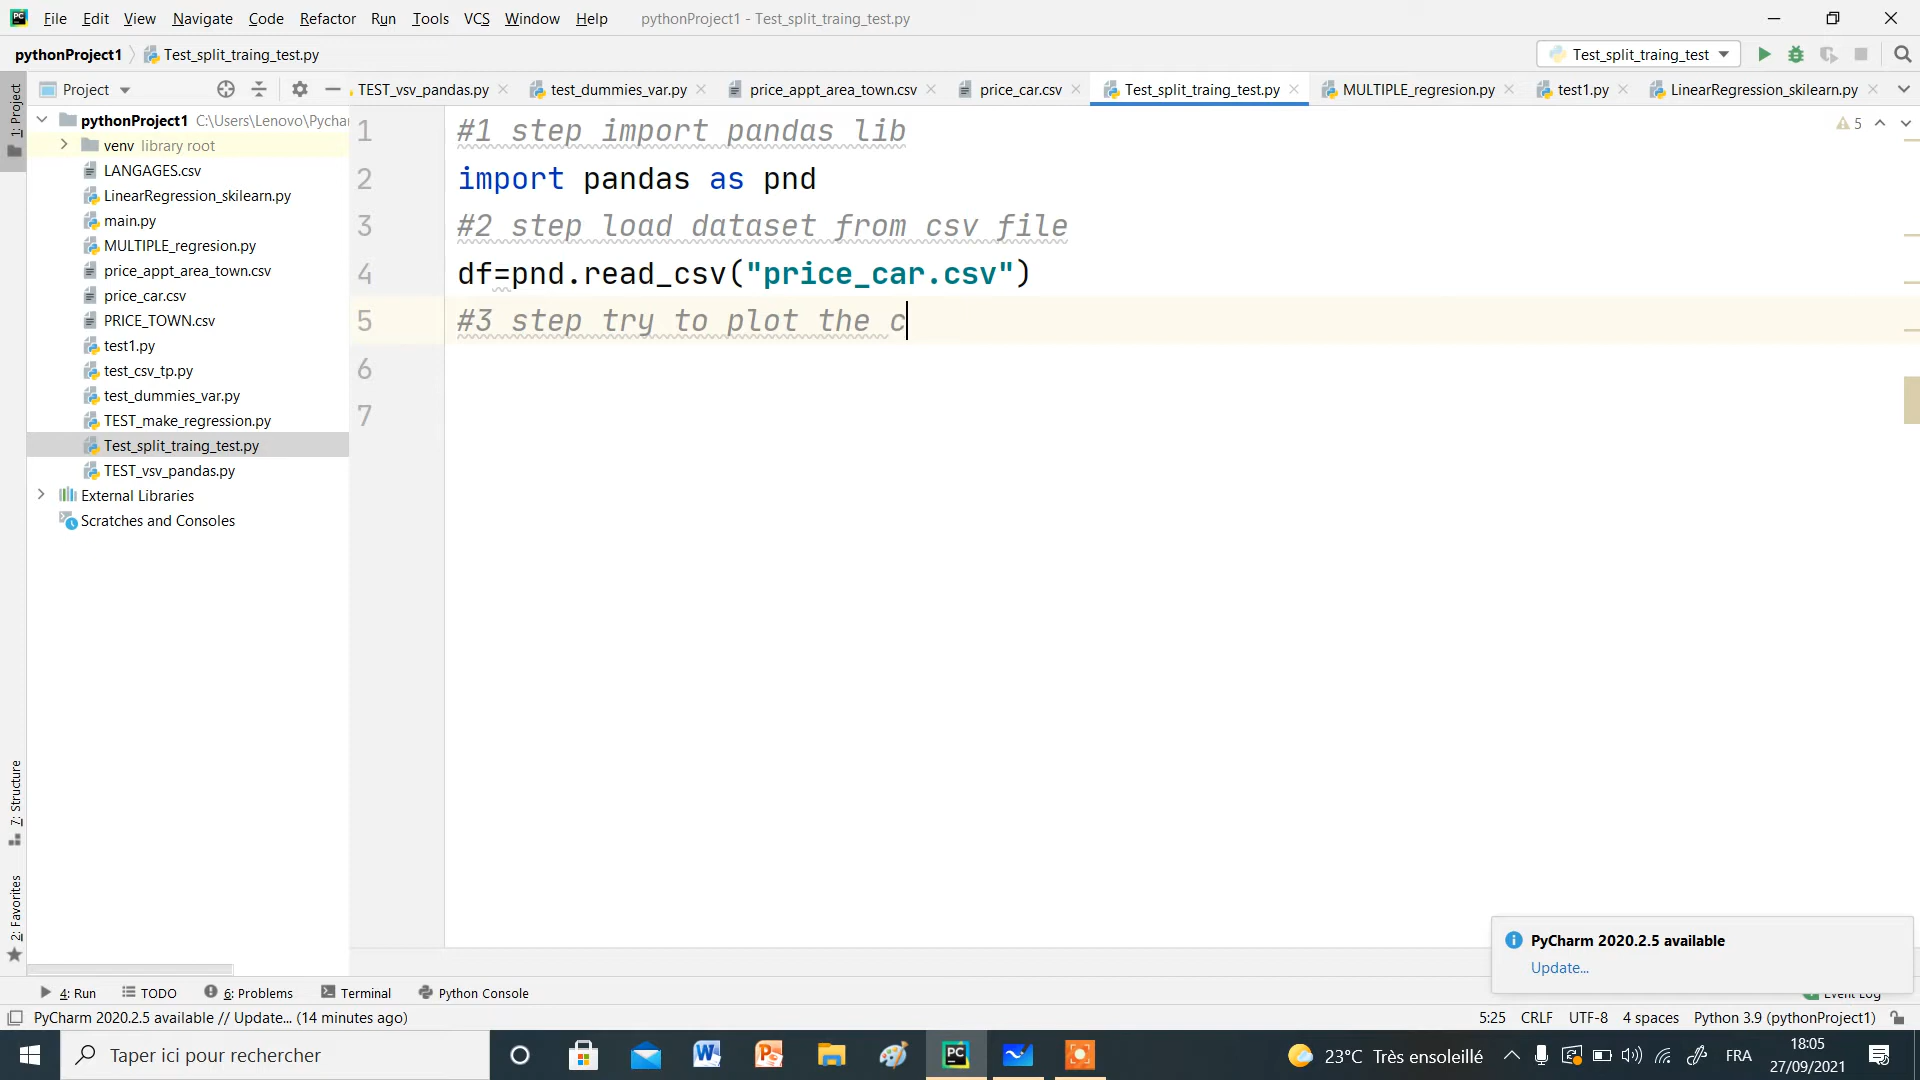 File Edit View Navigate Code Refactor Run Tools VCS Window Help pythonProject1 - Test_split_traing_test.py
pythonProject1 Test_split_traing_test.py Test_split_traing_test
1: Project
Project
TEST_vsv_pandas.py test_dummies_var.py price_appt_area_town.csv price_car.csv Test_split_traing_test.py MULTIPLE_regresion.py test1.py LinearRegression_skilearn.py
pythonProject1 C:\Users\Lenovo\Pychar
venv library root
LANGAGES.csv
LinearRegression_skilearn.py
main.py
MULTIPLE_regresion.py
price_appt_area_town.csv
price_car.csv
PRICE_TOWN.csv
test1.py
test_csv_tp.py
test_dummies_var.py
TEST_make_regression.py
Test_split_traing_test.py
TEST_vsv_pandas.py
External Libraries
Scratches and Consoles
7: Structure
2: Favorites
1 #1 step import pandas lib
2 import pandas as pnd
3 #2 step load dataset from csv file
4 df=pnd.read_csv("price_car.csv")
5 #3 step try to plot the c
6
7
5
PyCharm 2020.2.5 available
Update...
4: Run TODO 6: Problems Terminal Python Console Event Log
PyCharm 2020.2.5 available // Update... (14 minutes ago) 5:25 CRLF UTF-8 4 spaces Python 3.9 (pythonProject1)
Taper ici pour rechercher 23°C Très ensoleillé FRA
18:05
27/09/2021